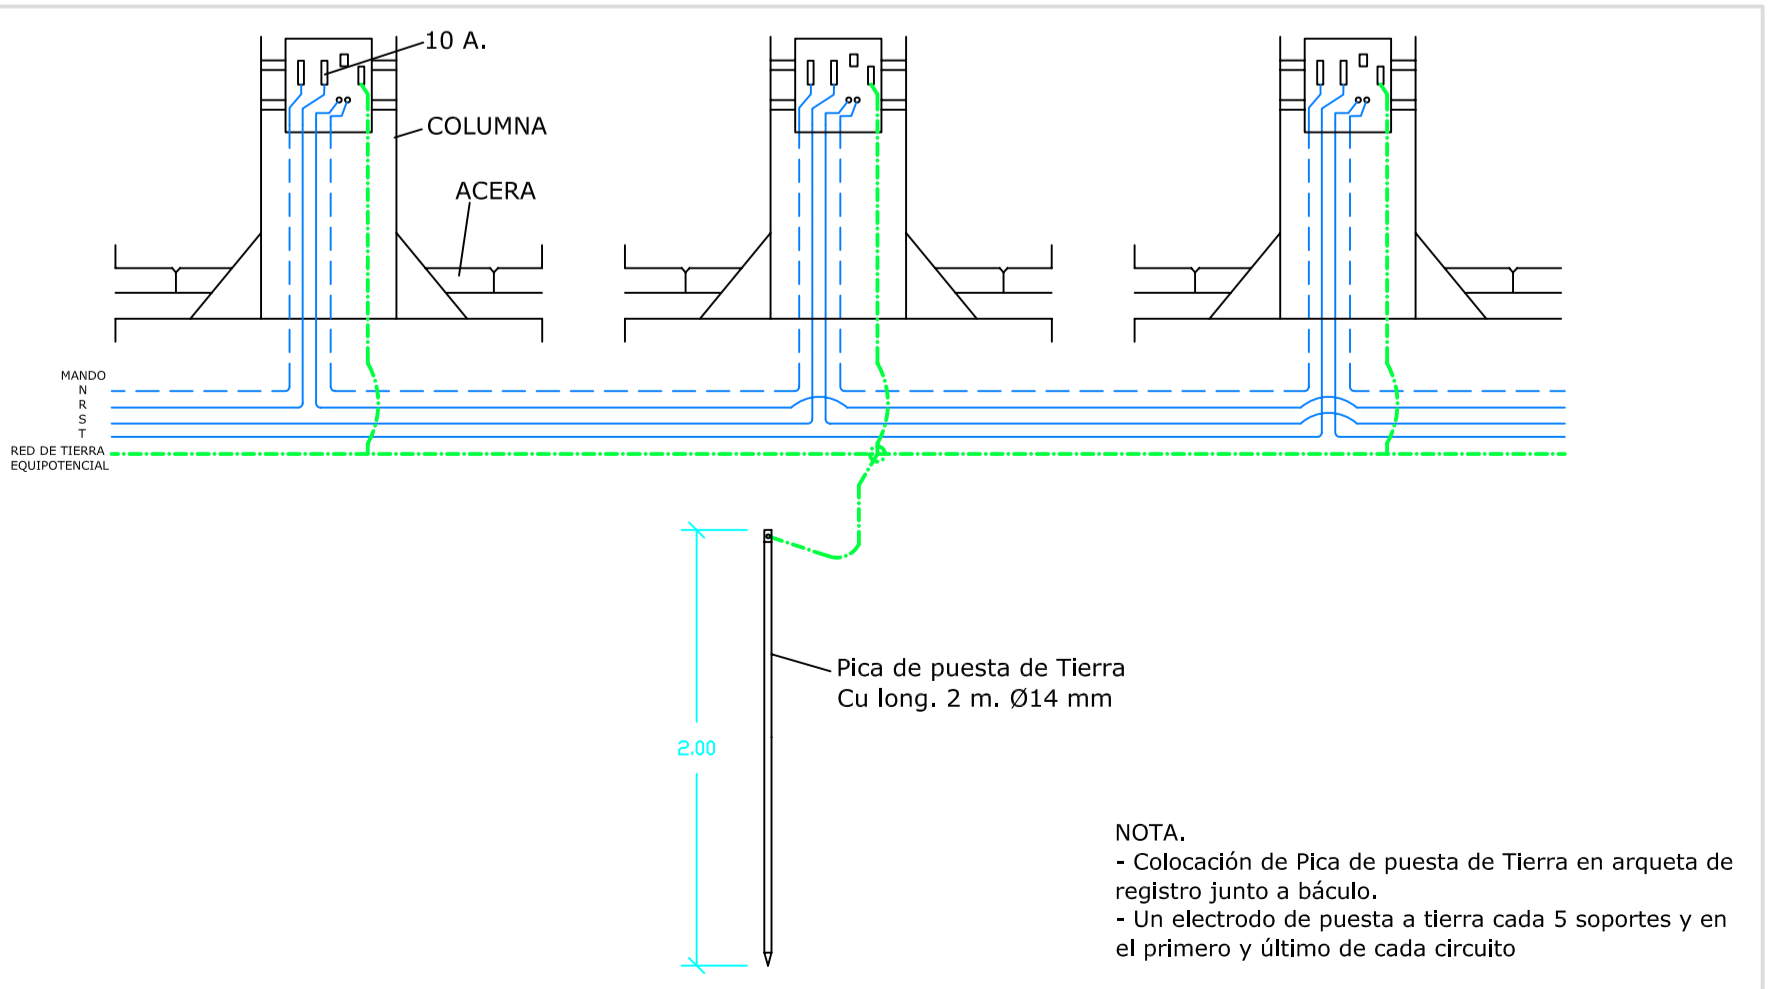 10 A.
COLUMNA
ACERA
MANDO
N
R
S
T
RED DE TIERRA
EQUIPOTENCIAL
Pica de puesta de Tierra
Cu long. 2 m. Ø14 mm
2.00
NOTA.
- Colocación de Pica de puesta de Tierra en arqueta de
registro junto a báculo.
- Un electrodo de puesta a tierra cada 5 soportes y en
el primero y último de cada circuito